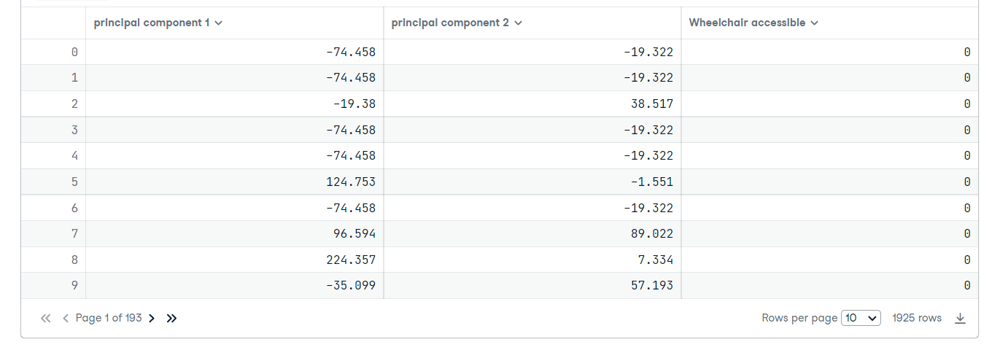 principal component 1 principal component 2 Wheelchair accessible
0 -74.458 -19.322 0
1 -74.458 -19.322 0
2 -19.38 38.517 0
3 -74.458 -19.322 0
4 -74.458 -19.322 0
5 124.753 -1.551 0
6 -74.458 -19.322 0
7 96.594 89.022 0
8 224.357 7.334 0
9 -35.099 57.193 0
Page 1 of 193 Rows per page 10 1925 rows